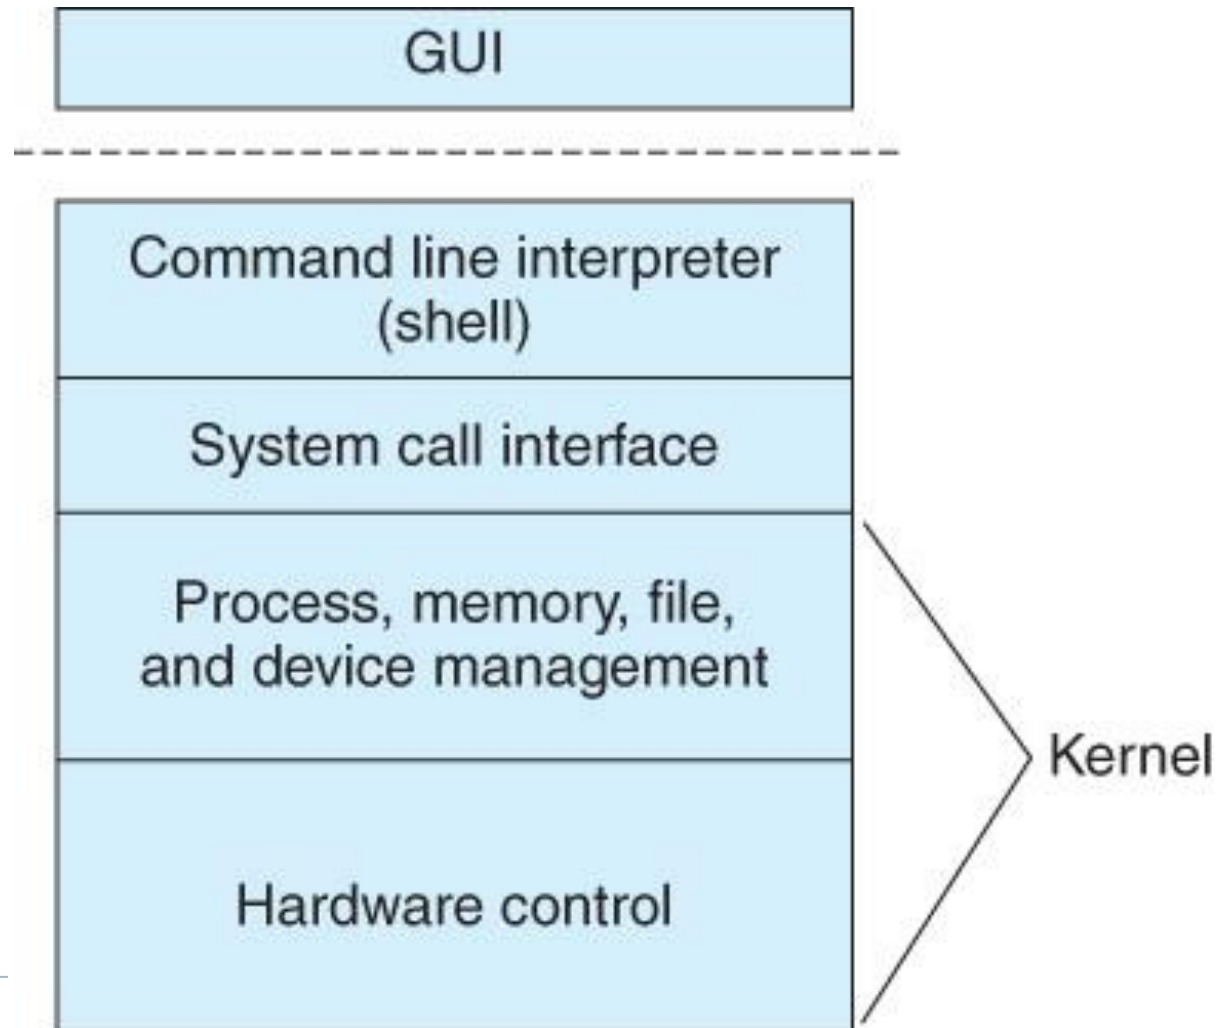 GUI
Command line interpreter
(shell)
System call interface
Process, memory, file,
and device management
Kernel
Hardware control